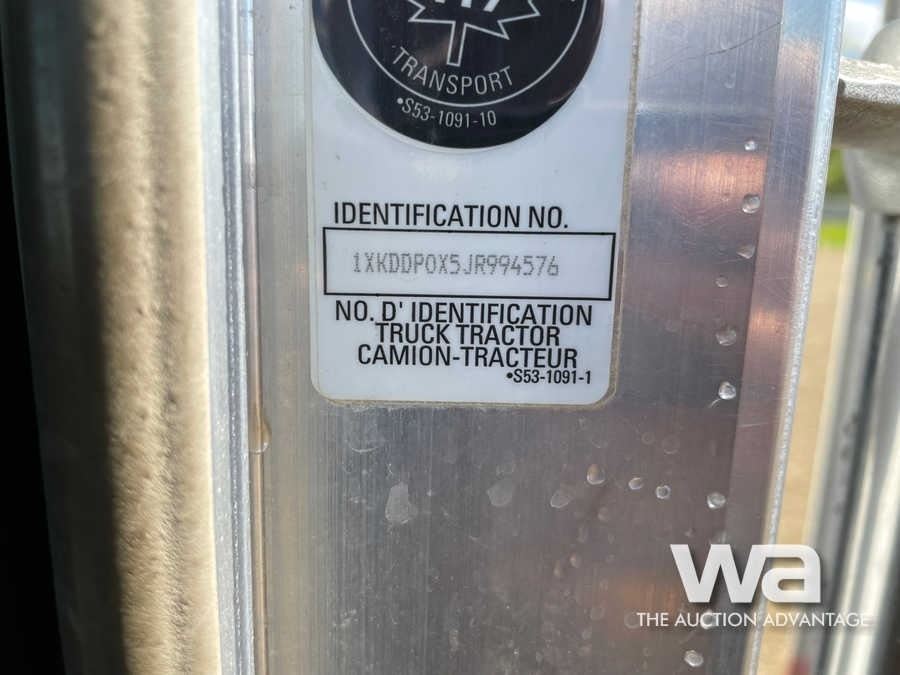 TRANSPORT
•S53-1091-10
IDENTIFICATION NO.
1XKDDP0X5JR994576
NO. D' IDENTIFICATION
TRUCK TRACTOR
CAMION-TRACTEUR
•S53-1091-1
wa
THE AUCTION ADVANTAGE